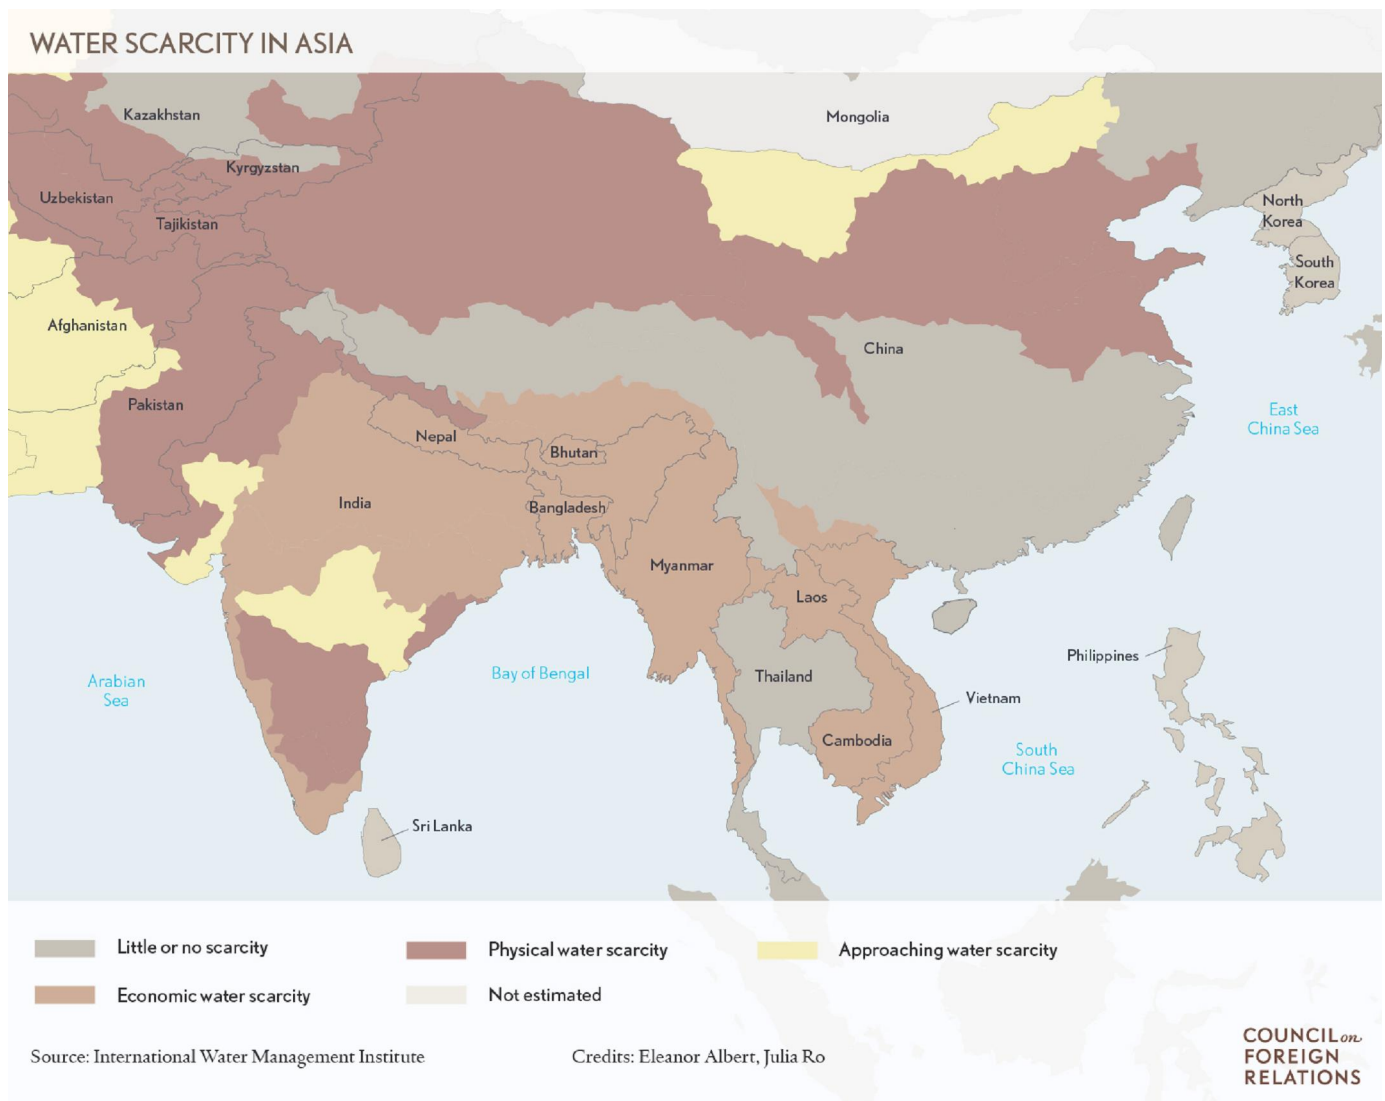 WATER SCARCITY IN ASIA
Kazakhstan
Mongolia
Kyrgyzstan
Uzbekistan
Tajikistan
North
Korea
South
Korea
Afghanistan
China
Pakistan
East
China Sea
Nepal
Bhutan
India
Bangladesh
Myanmar
Laos
Philippines
Arabian
Sea
Bay of Bengal
Thailand
Vietnam
Cambodia
South
China Sea
Sri Lanka
Little or no scarcity
Physical water scarcity
Approaching water scarcity
Economic water scarcity
Not estimated
Source: International Water Management Institute
Credits: Eleanor Albert, Julia Ro
COUNCIL on
FOREIGN
RELATIONS